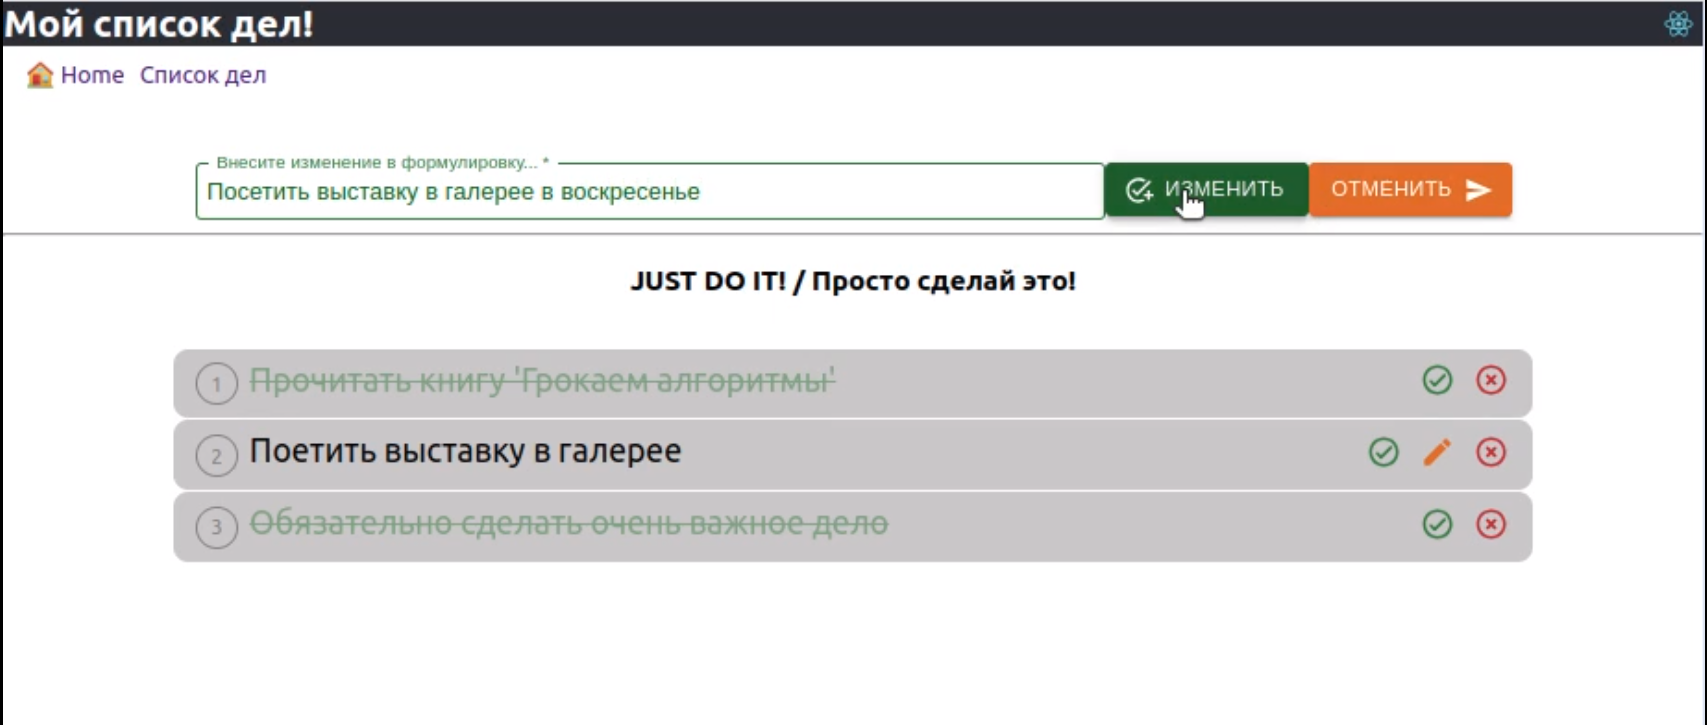 Мой список дел!
Home Список дел
Внесите изменение в формулировку... *
Посетить выставку в галерее в воскресенье
ИЗМЕНИТЬ ОТМЕНИТЬ
JUST DO IT! / Просто сделай это!
1 Прочитать книгу 'Грокаем алгоритмы'
2 Поетить выставку в галерее
3 Обязательно сделать очень важное дело